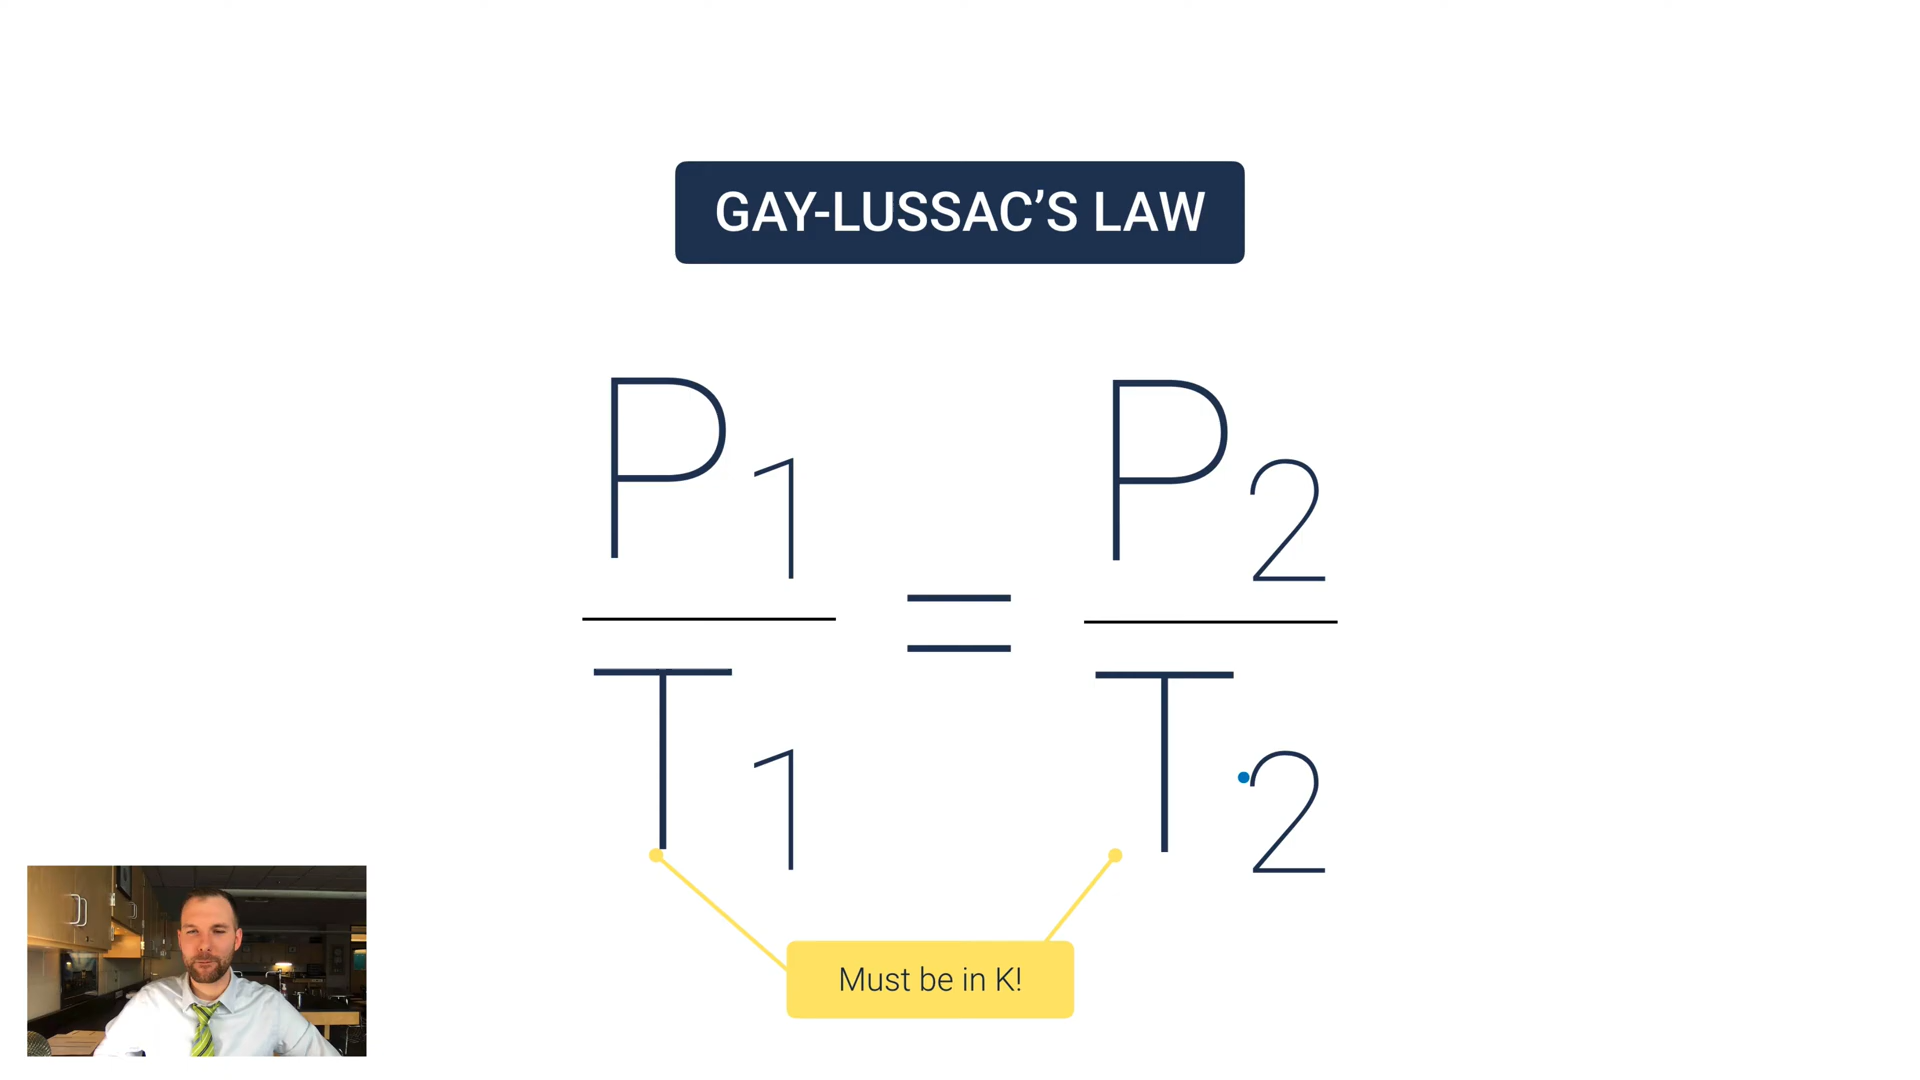 GAY-LUSSAC’S LAW
P1 = P2
T1 T2
Must be in K!